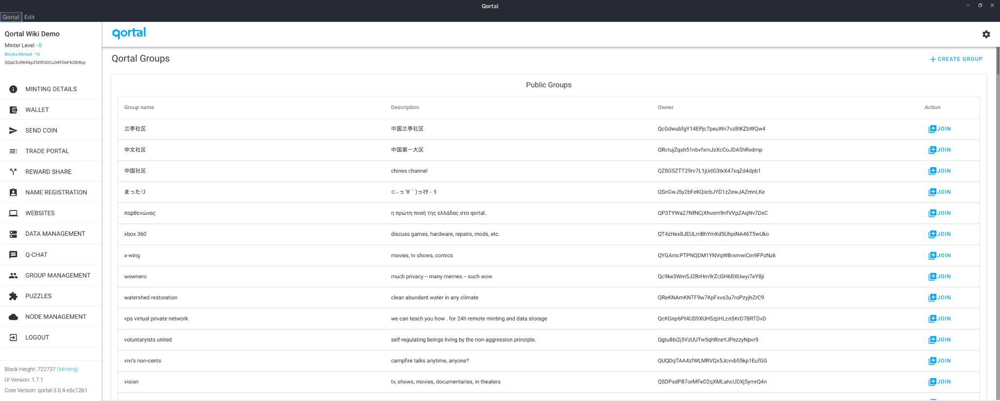 Qortal
Qortal Edit
Qortal Wiki Demo
Minter Level - 0
Blocks Minted - 16
QQaCEzR69ApZfd5fnDCu2iKFDeF62BrBqc
MINTING DETAILS
WALLET
SEND COIN
TRADE PORTAL
REWARD SHARE
NAME REGISTRATION
WEBSITES
DATA MANAGEMENT
Q-CHAT
GROUP MANAGEMENT
PUZZLES
NODE MANAGEMENT
LOGOUT
Block Height: 722737 (Minting)
UI Version: 1.7.1
Core Version: qortal-3.0.4-e5c12b1
qortal
Qortal Groups
CREATE GROUP
Public Groups
Group name Description Owner Action
兰亭社区 中国兰亭社区 QcGdwubfgY14EPjc7peuWn7vz8tKZbWQw4 JOIN
中文社区 中国第一大区 QRctujZqsh51nbvfxmJzXcCoJDA5hRxdmp JOIN
中国社区 chines channel QZ8GSZTT29rv7L1jUdG3tkX47xqZd4dpb1 JOIN
まったり ⊂⌒っ´∀｀)っﾏﾀ - ﾘ QSnGwJ5y2bFeKQiicbJYD1zZewJAZmnLKe JOIN
παρθενώνας η πρώτη πνοή της ελλάδας στο qortal. QP3TYWa27NfNCjXhvom9nfVVpZAqNv7DxC JOIN
xbox 360 discuss games, hardware, repairs, mods, etc. QT4zHex8JEULmBhYmKd5UhpiNA46T5wUko JOIN
x-wing movies, tv shows, comics QYGAmcPTPNQDM1YNVqWBrxmwiCm9FPzNzk JOIN
wownero much privacy -- many memes -- such wow Qc9ke3Wm5J2RrHm9rZcGH6BXUwyi7eY8ji JOIN
watershed restoration clean abundant water in any climate QReKNAmKNTF9w7KpFxvs3u7roPzyjhZrC9 JOIN
vps virtual private network we can teach you how . for 24h remote minting and data storage QcKGnp6Pt4US9XUH5zpHLcn5KrD7BRTDvD JOIN
voluntaryists united self-regulating beings living by the non-aggression principle. Qgtu86i2j5VzUUTw5qhRneYJPezzyNpvr5 JOIN
vivi's non-cents campfire talks anytime, anyone? QUQDqTAA4zfWLMRVQx5Jcvvb55kp1EufGG JOIN
vision tv, shows, movies, documentaries, in theaters QSDPsdP87orMFeD2qXMLahcUDXj5ymrQ4n JOIN